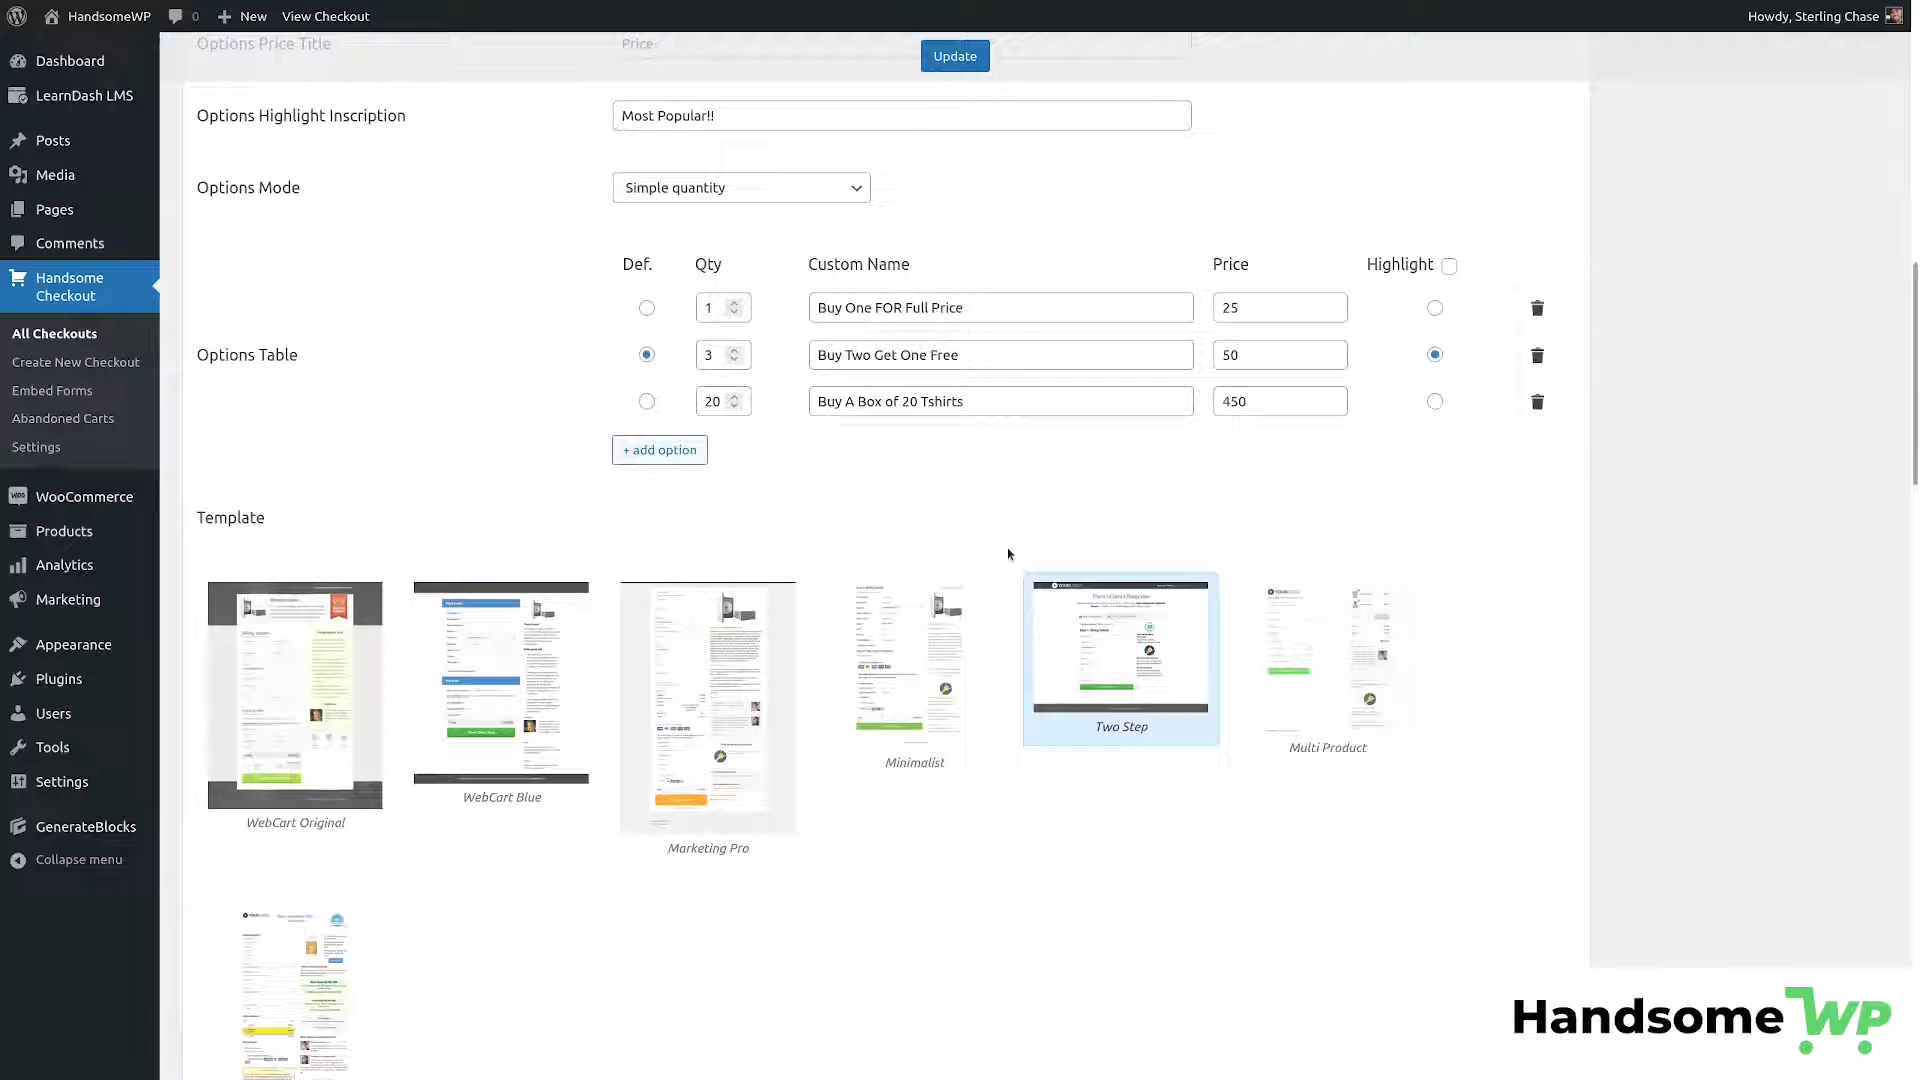 HandsomeWP
0
New
View Checkout
Howdy, Sterling Chase
Dashboard
LearnDash LMS
Posts
Media
Pages
Comments
Handsome
Checkout
All Checkouts
Create New Checkout
Embed Forms
Abandoned Carts
Settings
WooCommerce
Products
Analytics
Marketing
Appearance
Plugins
Users
Tools
Settings
GenerateBlocks
Collapse menu
Options Price Title
Price
Update
Options Highlight Inscription
Most Popular!!
Options Mode
Simple quantity
Def. Qty Custom Name Price Highlight
1 Buy One FOR Full Price 25
Options Table
3 Buy Two Get One Free 50
20 Buy A Box of 20 Tshirts 450
+ add option
Template
WebCart Original
WebCart Blue
Marketing Pro
Minimalist
Two Step
Multi Product
HandsomeWP